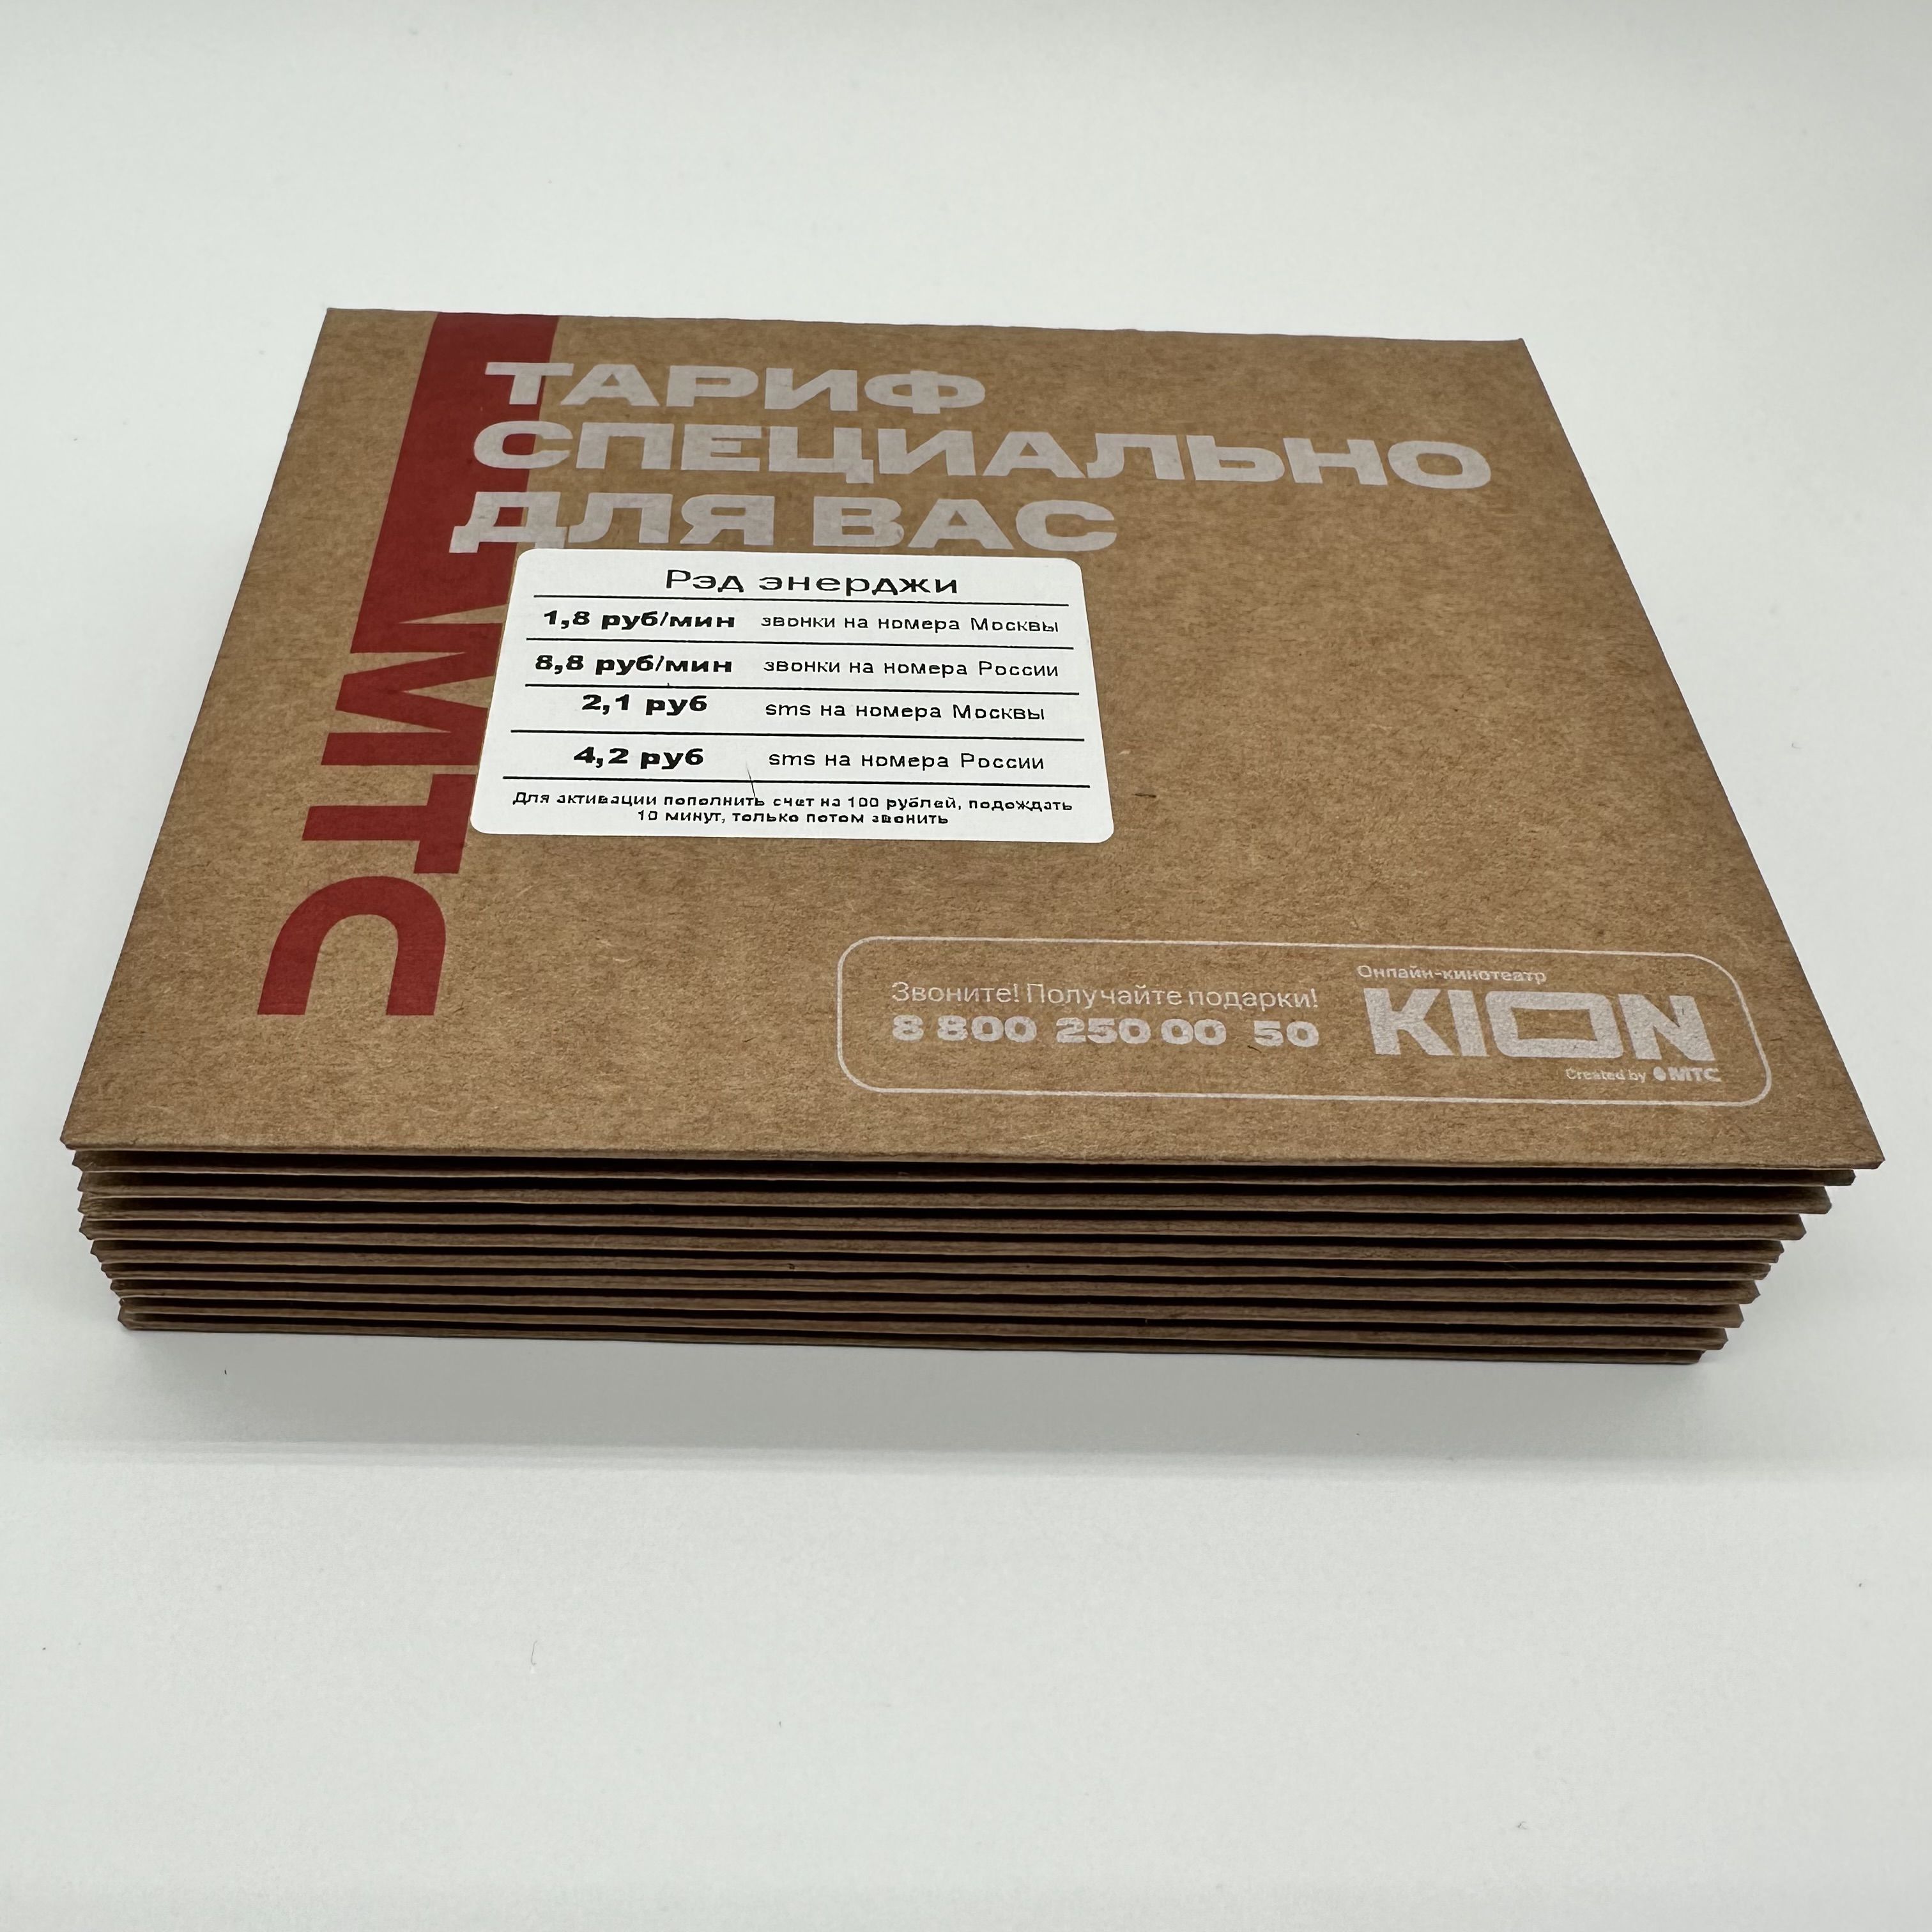 ТАРИФ
СПЕЦИАЛЬНО
ДЛЯ ВАС
МТС
Рэд энерджи
1,8 руб/мин звонки на номера Москвы
8,8 руб/мин звонки на номера России
2,1 руб sms на номера Москвы
4,2 руб sms на номера России
Для активации пополнить счет на 100 рублей, подождать
10 минут, только потом звонить
Звоните! Получайте подарки!
8 800 250 00 50
Онлайн-кинотеатр
KION
Created by МТС